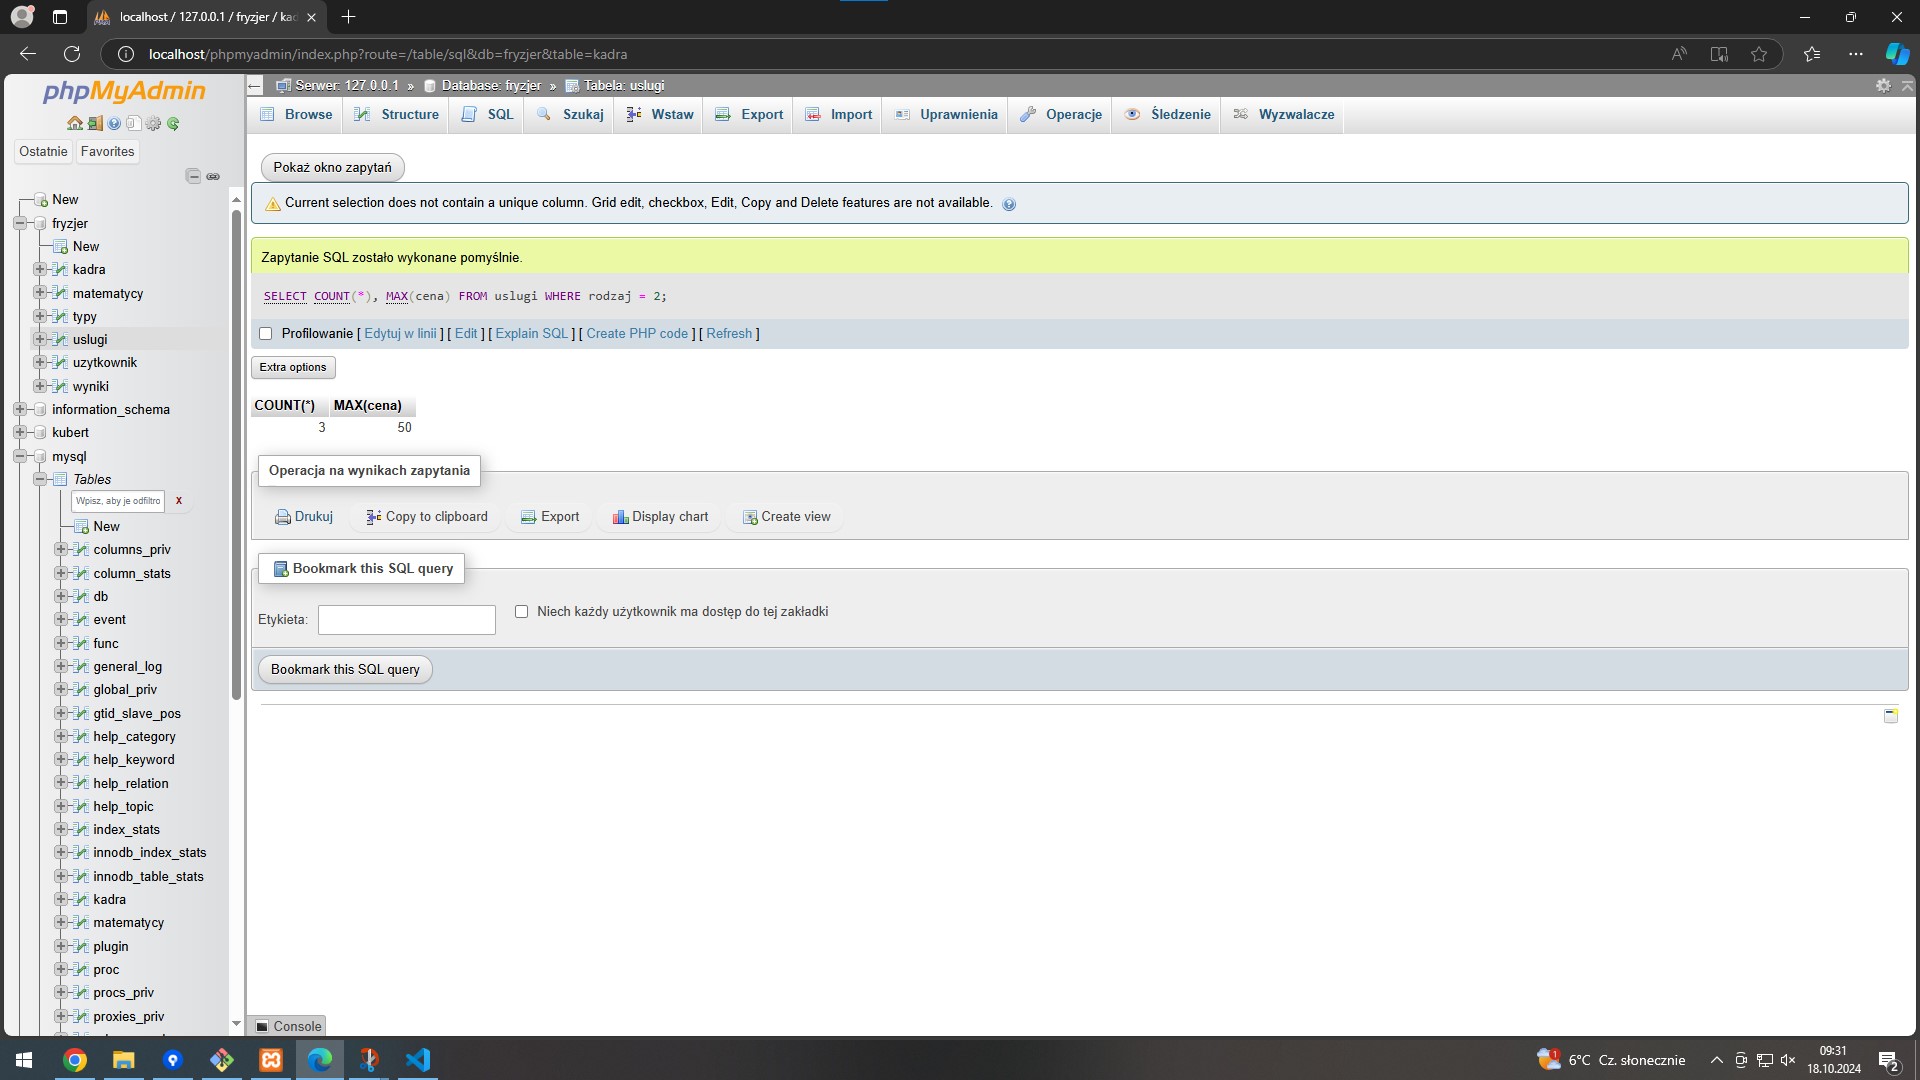 localhost / 127.0.0.1 / fryzjer / kad
localhost/phpmyadmin/index.php?route=/table/sql&db=fryzjer&table=kadra
phpMyAdmin
Ostatnie Favorites
New
fryzjer
New
kadra
matematycy
typy
uslugi
uzytkownik
wyniki
information_schema
kubert
mysql
Tables
Wpisz, aby je odfiltro X
New
columns_priv
column_stats
db
event
func
general_log
global_priv
gtid_slave_pos
help_category
help_keyword
help_relation
help_topic
index_stats
innodb_index_stats
innodb_table_stats
kadra
matematycy
plugin
proc
procs_priv
proxies_priv
Serwer: 127.0.0.1 » Database: fryzjer » Tabela: uslugi
Browse Structure SQL Szukaj Wstaw Export Import Uprawnienia Operacje Śledzenie Wyzwalacze
Pokaż okno zapytań
Current selection does not contain a unique column. Grid edit, checkbox, Edit, Copy and Delete features are not available.
Zapytanie SQL zostało wykonane pomyślnie.
SELECT COUNT(*), MAX(cena) FROM uslugi WHERE rodzaj = 2;
Profilowanie [ Edytuj w linii ] [ Edit ] [ Explain SQL ] [ Create PHP code ] [ Refresh ]
Extra options
COUNT(*) MAX(cena)
3 50
Operacja na wynikach zapytania
Drukuj Copy to clipboard Export Display chart Create view
Bookmark this SQL query
Etykieta: Niech każdy użytkownik ma dostęp do tej zakładki
Bookmark this SQL query
Console
1 6°C Cz. słonecznie 09:31
18.10.2024 2